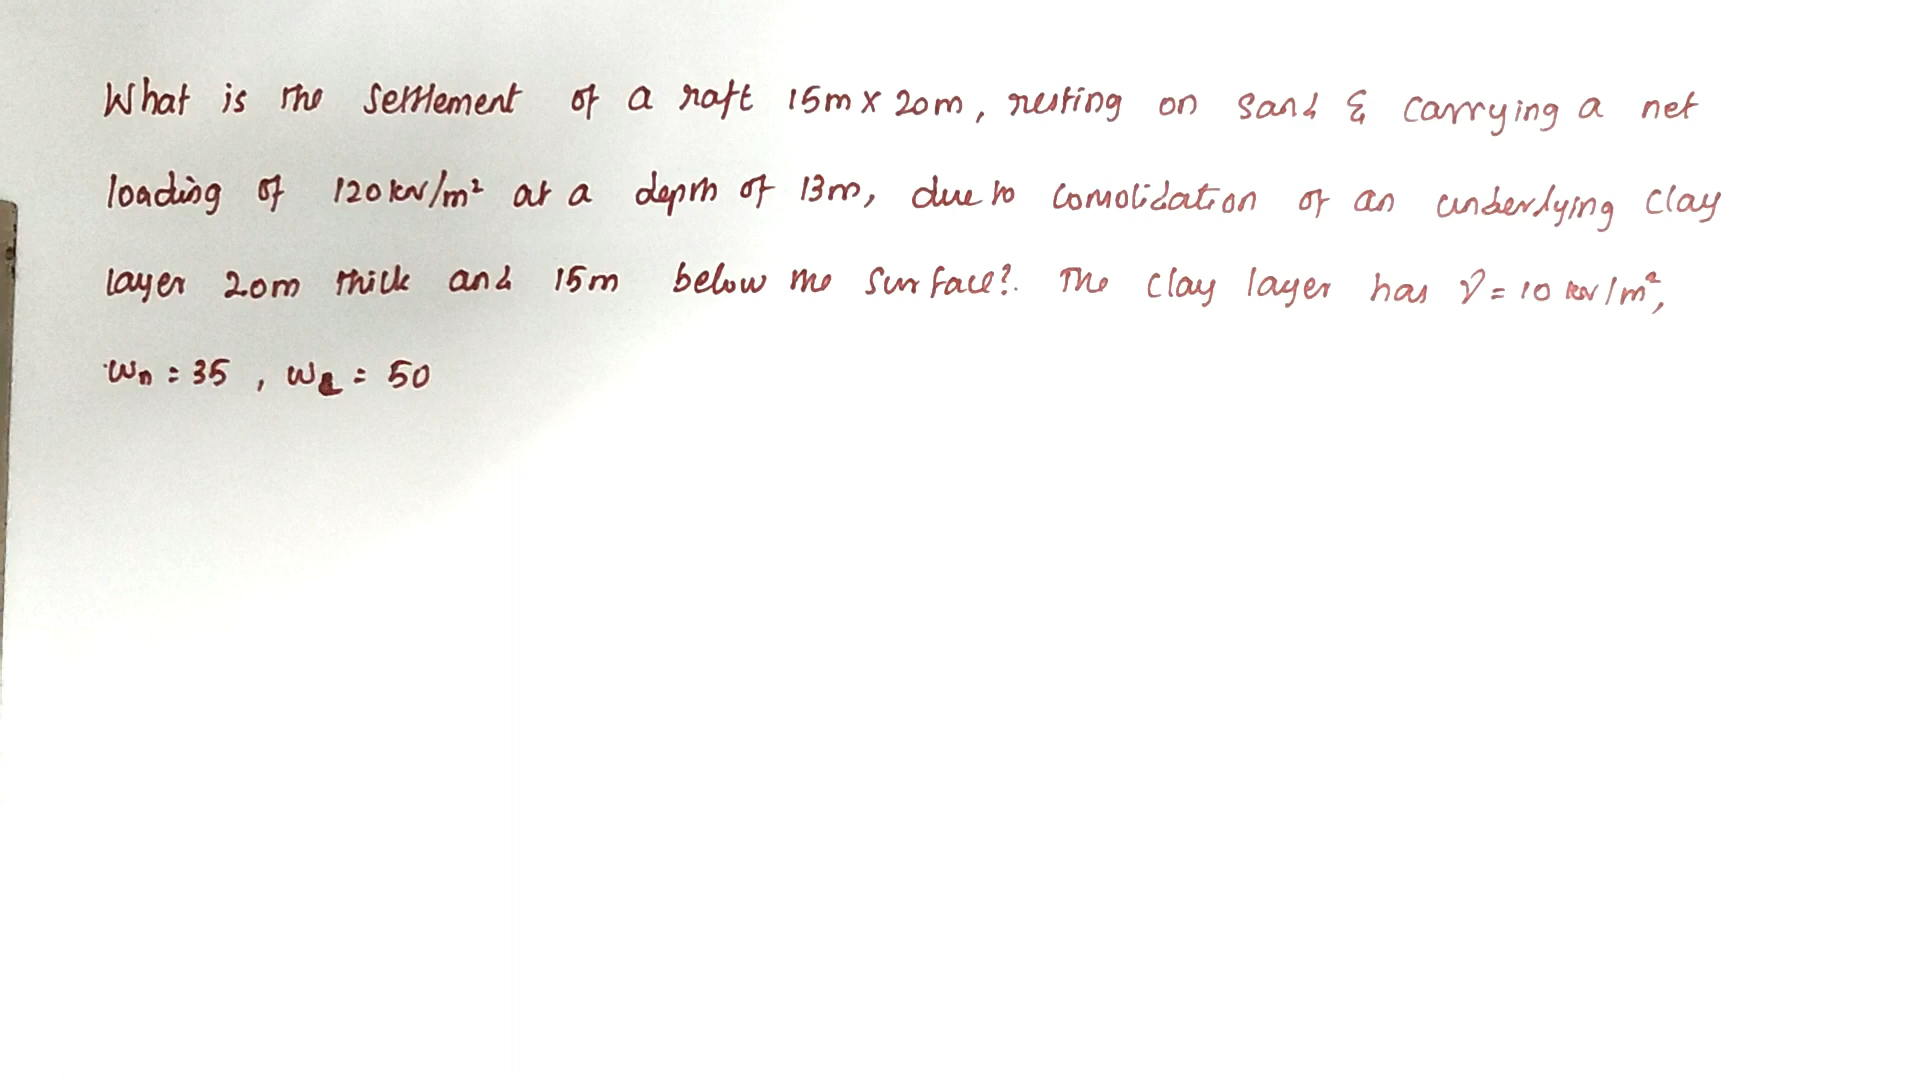 What is the settlement of a raft 15m x 20m, resting on sand & carrying a net
loading of 120 kN/m² at a depth of 13m, due to consolidation of an underlying clay
layer 20m thick and 15m below the surface?. The clay layer has γ = 10 kN/m²,
wn = 35 , wL = 50